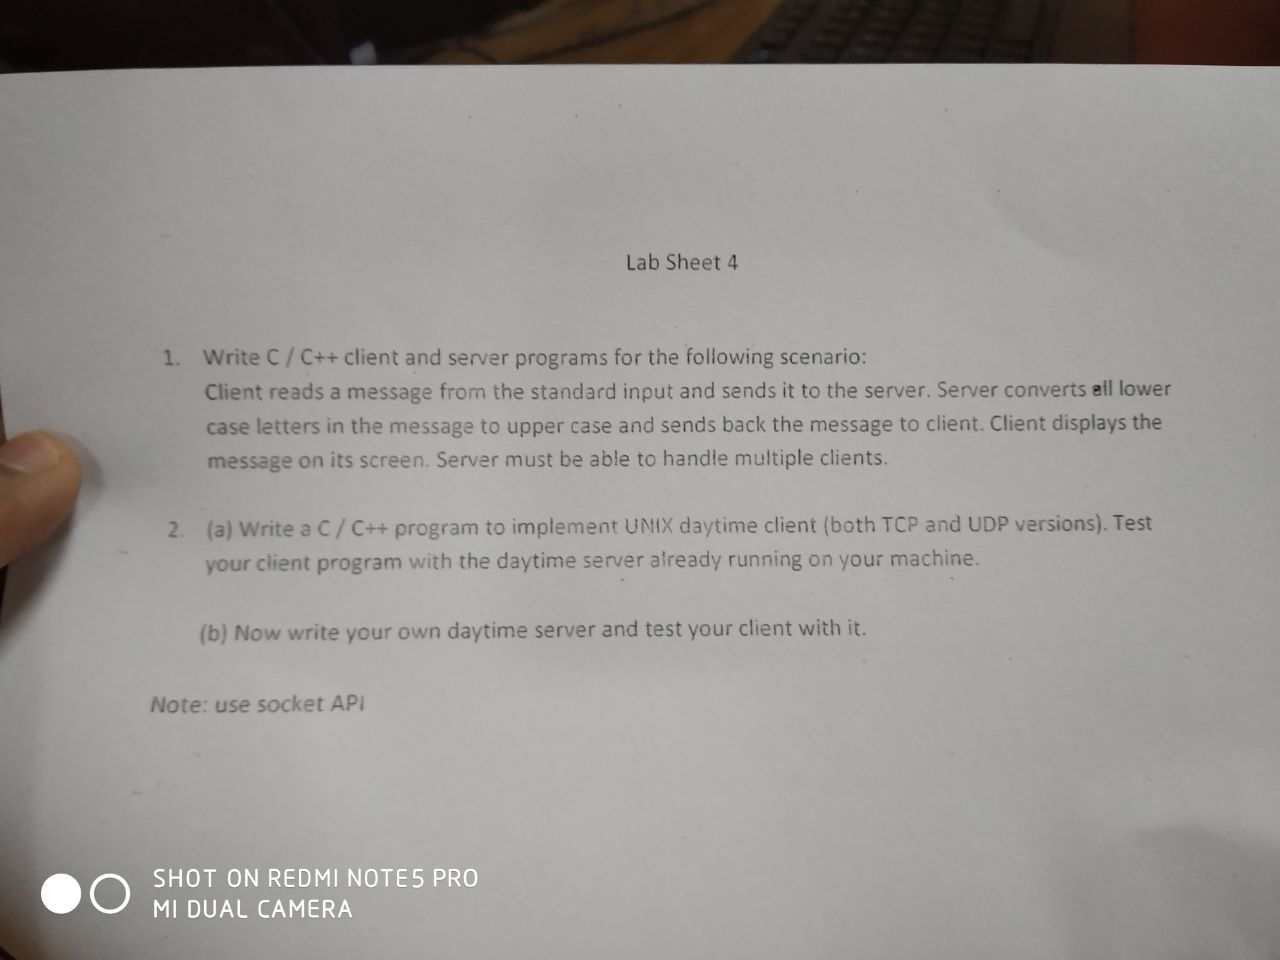 Lab Sheet 4
1. Write C / C++ client and server programs for the following scenario:
Client reads a message from the standard input and sends it to the server. Server converts all lower
case letters in the message to upper case and sends back the message to client. Client displays the
message on its screen. Server must be able to handle multiple clients.
2. (a) Write a C / C++ program to implement UNIX daytime client (both TCP and UDP versions). Test
your client program with the daytime server already running on your machine.
(b) Now write your own daytime server and test your client with it.
Note: use socket API
SHOT ON REDMI NOTE5 PRO
MI DUAL CAMERA